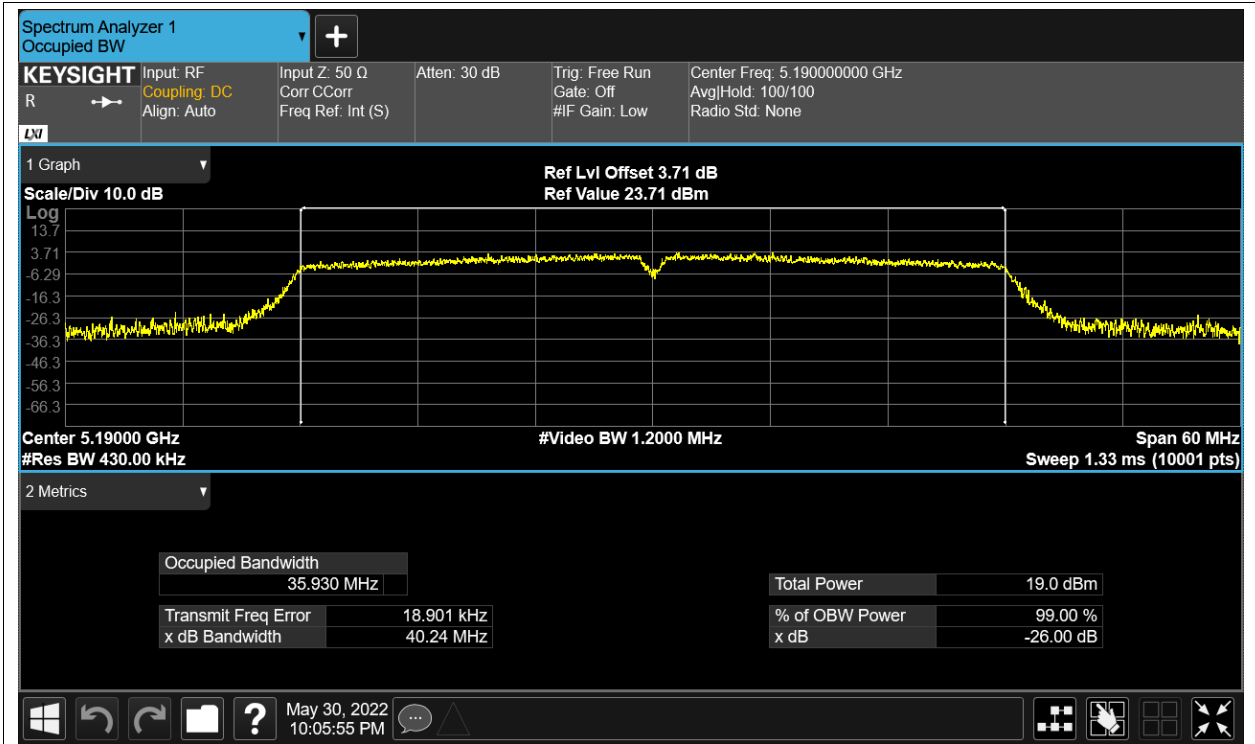 Spectrum Analyzer 1
Occupied BW
+
KEYSIGHT Input: RF Input Z: 50 Ω Atten: 30 dB Trig: Free Run Center Freq: 5.190000000 GHz
R Coupling: DC Corr CCorr Gate: Off Avg|Hold: 100/100
Align: Auto Freq Ref: Int (S) #IF Gain: Low Radio Std: None
LXI
1 Graph
Ref Lvl Offset 3.71 dB
Scale/Div 10.0 dB Ref Value 23.71 dBm
Log
13.7
3.71
-6.29
-16.3
-26.3
-36.3
-46.3
-56.3
-66.3
Center 5.19000 GHz #Video BW 1.2000 MHz Span 60 MHz
#Res BW 430.00 kHz Sweep 1.33 ms (10001 pts)
2 Metrics
Occupied Bandwidth
35.930 MHz Total Power 19.0 dBm
Transmit Freq Error 18.901 kHz % of OBW Power 99.00 %
x dB Bandwidth 40.24 MHz x dB -26.00 dB
? May 30, 2022
10:05:55 PM